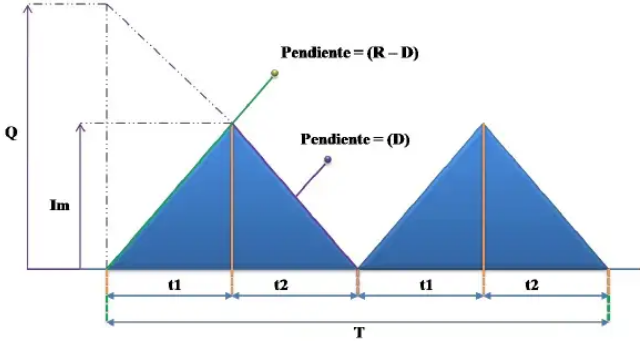 Pendiente = (R – D)
Q
Pendiente = (D)
Im
t1
t2
t1
t2
T